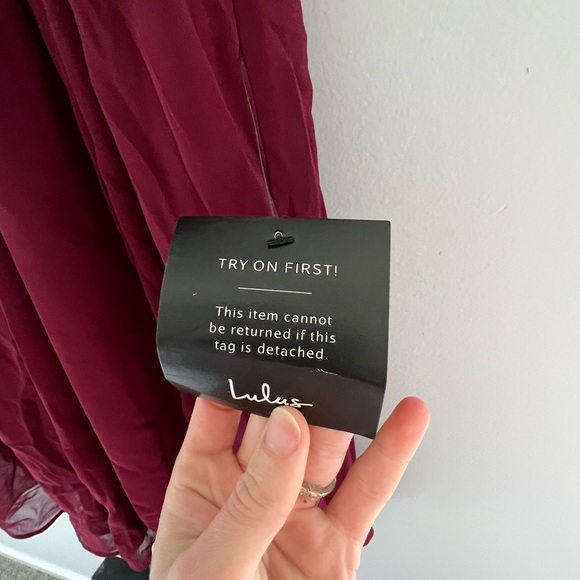 TRY ON FIRST!
This item cannot
be returned if this
tag is detached.
Lulus